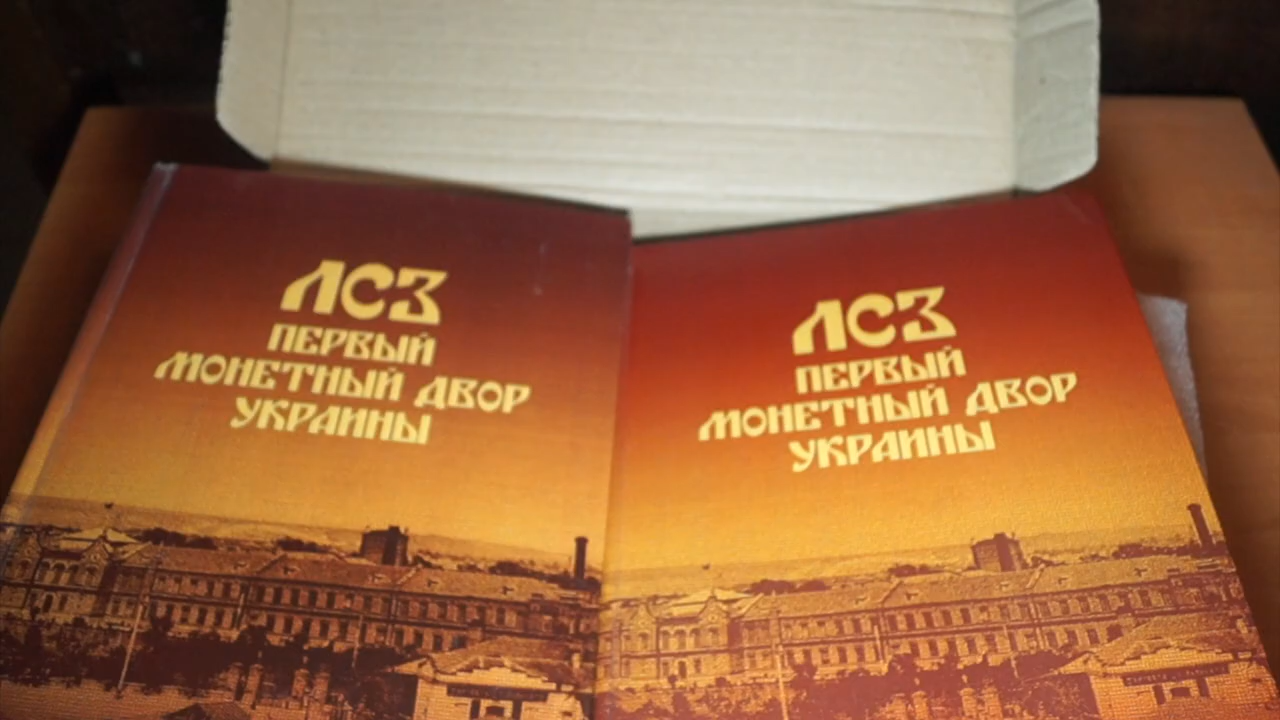 ЛСЗ
ПЕРВЫЙ
МОНЕТНЫЙ ДВОР
УКРАИНЫ
ЛСЗ
ПЕРВЫЙ
МОНЕТНЫЙ ДВОР
УКРАИНЫ